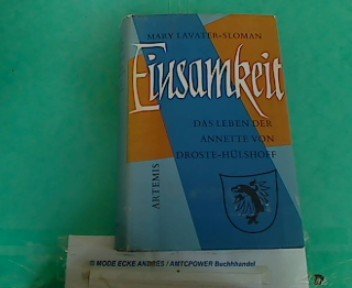 MARY LAVATER-SLOMAN
Einsamkeit
DAS LEBEN DER
ANNETTE VON
DROSTE-HÜLSHOFF
ARTEMIS
MODE ECKE ANDRES / AMTCPOWER Buchhandel